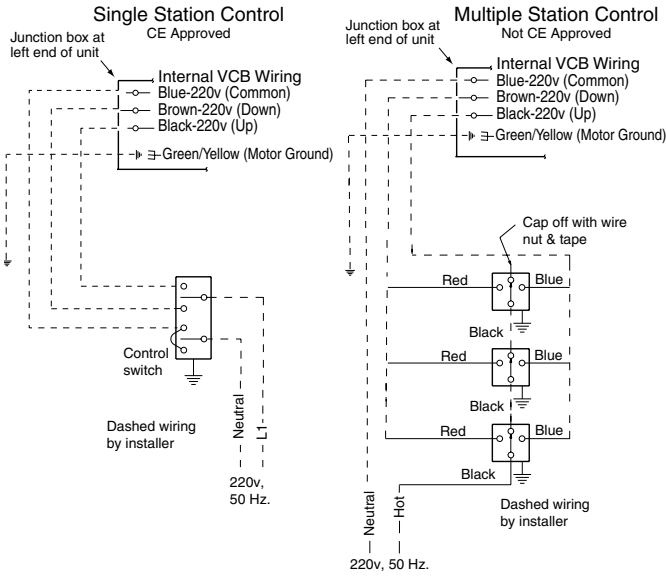 Single Station Control
CE Approved
Junction box at
left end of unit
Internal VCB Wiring
Blue-220v (Common)
Brown-220v (Down)
Black-220v (Up)
Green/Yellow (Motor Ground)
Control
switch
Dashed wiring
by installer
Neutral
L1
220v,
50 Hz.
Multiple Station Control
Not CE Approved
Junction box at
left end of unit
Internal VCB Wiring
Blue-220v (Common)
Brown-220v (Down)
Black-220v (Up)
Green/Yellow (Motor Ground)
Cap off with wire
nut & tape
Red
Blue
Black
Red
Blue
Black
Red
Blue
Black
Neutral
Hot
Dashed wiring
by installer
220v, 50 Hz.